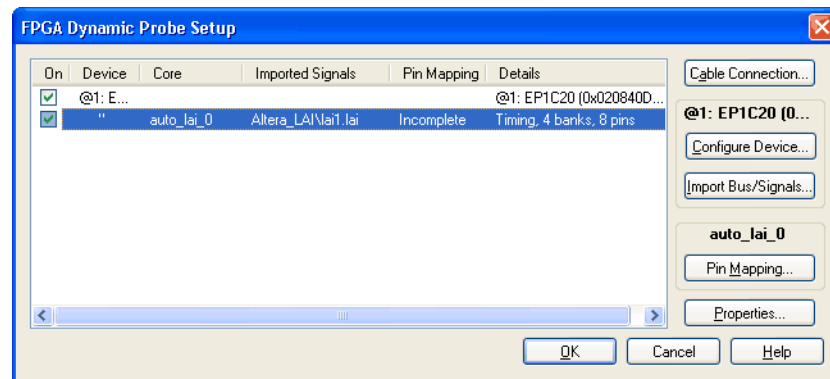 FPGA Dynamic Probe Setup
On Device Core Imported Signals Pin Mapping Details
@1: E... @1: EP1C20 (0x020840D...
" auto_lai_0 Altera_LAI\lai1.lai Incomplete Timing, 4 banks, 8 pins
Cable Connection...
@1: EP1C20 (0...
Configure Device...
Import Bus/Signals...
auto_lai_0
Pin Mapping...
Properties...
OK Cancel Help